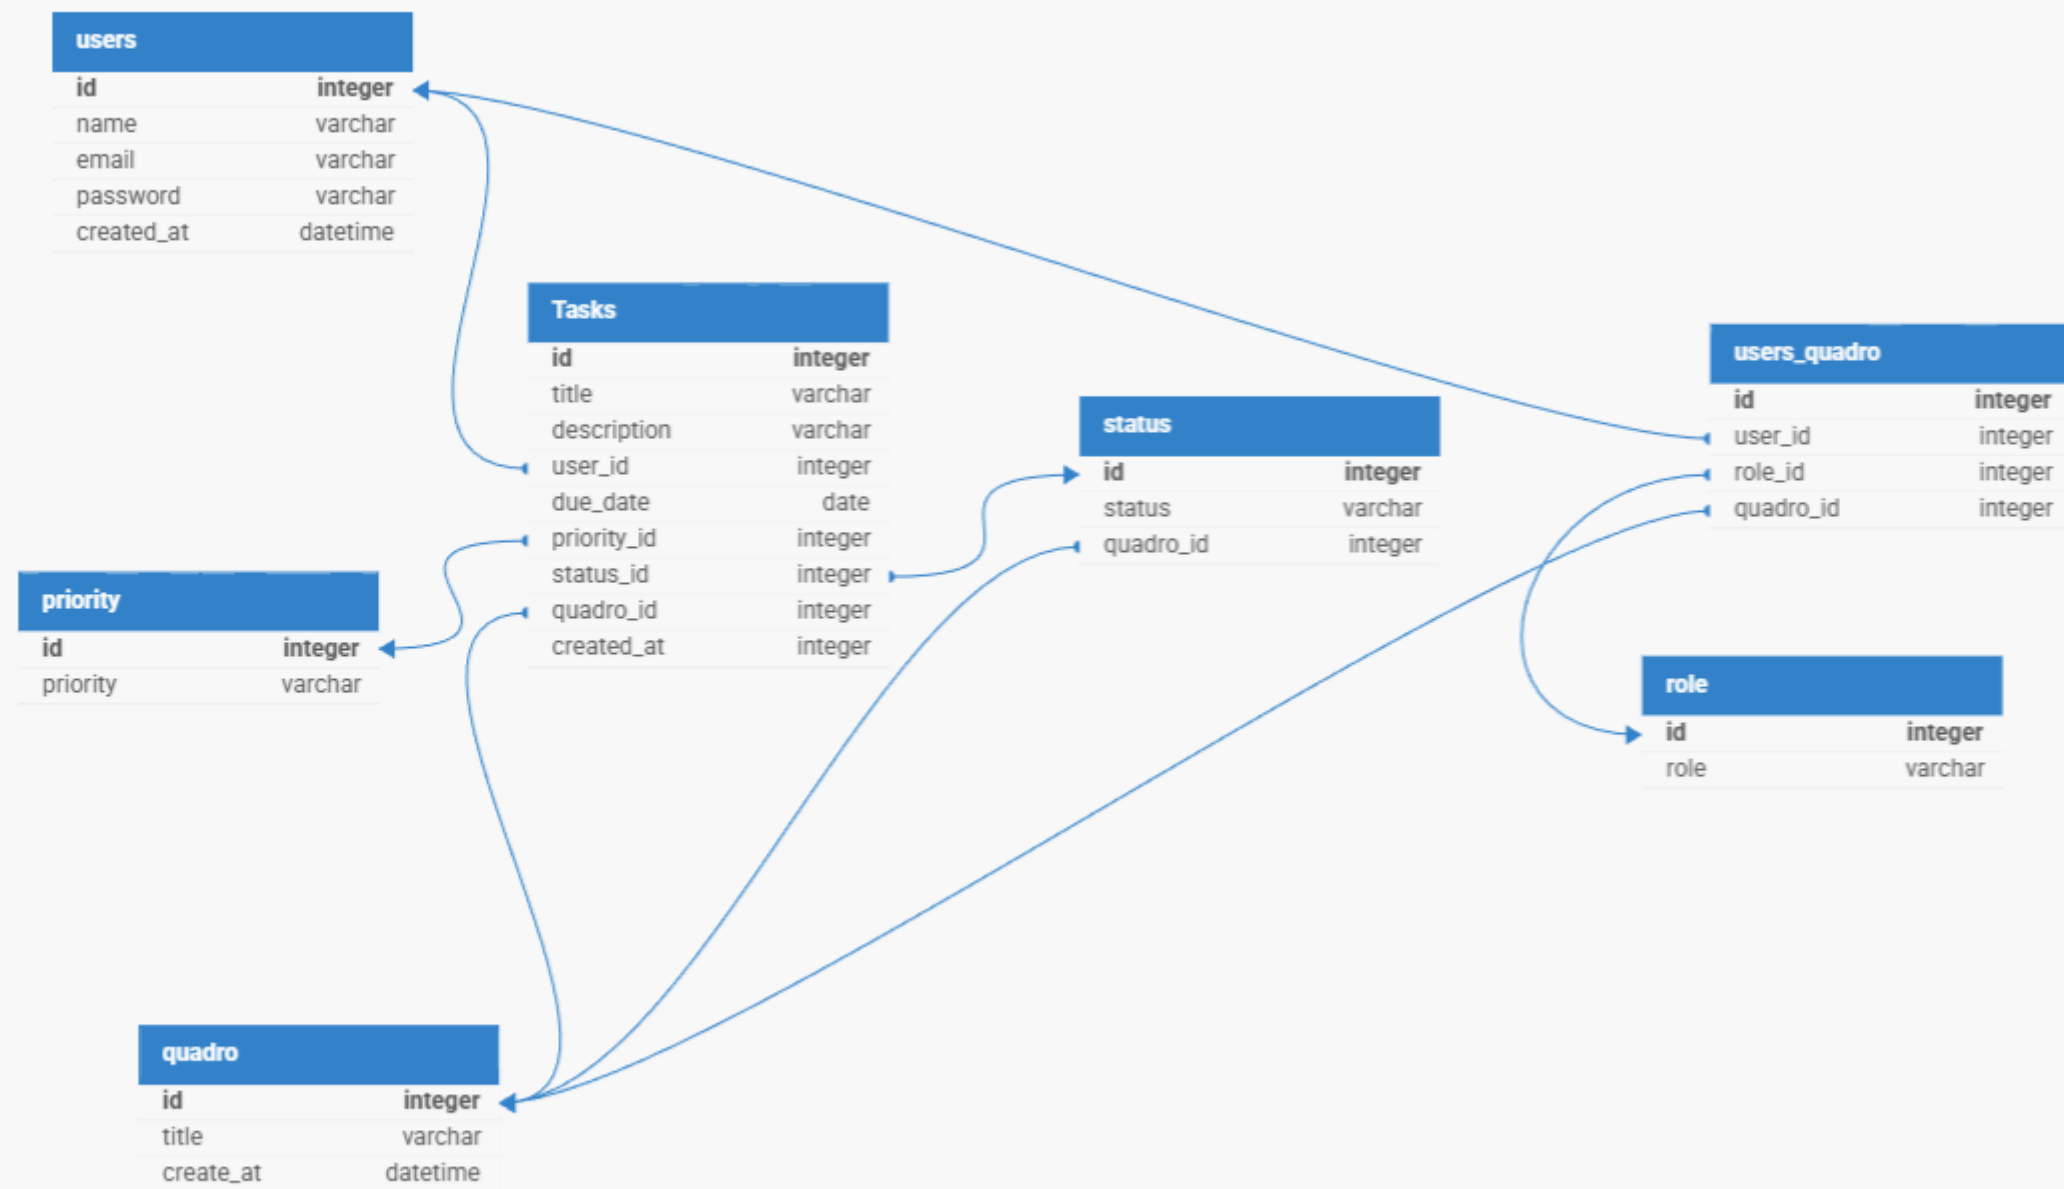 users
id integer
name varchar
email varchar
password varchar
created_at datetime
Tasks
id integer
title varchar
description varchar
user_id integer
due_date date
priority_id integer
status_id integer
quadro_id integer
created_at integer
status
id integer
status varchar
quadro_id integer
users_quadro
id integer
user_id integer
role_id integer
quadro_id integer
priority
id integer
priority varchar
role
id integer
role varchar
quadro
id integer
title varchar
create_at datetime